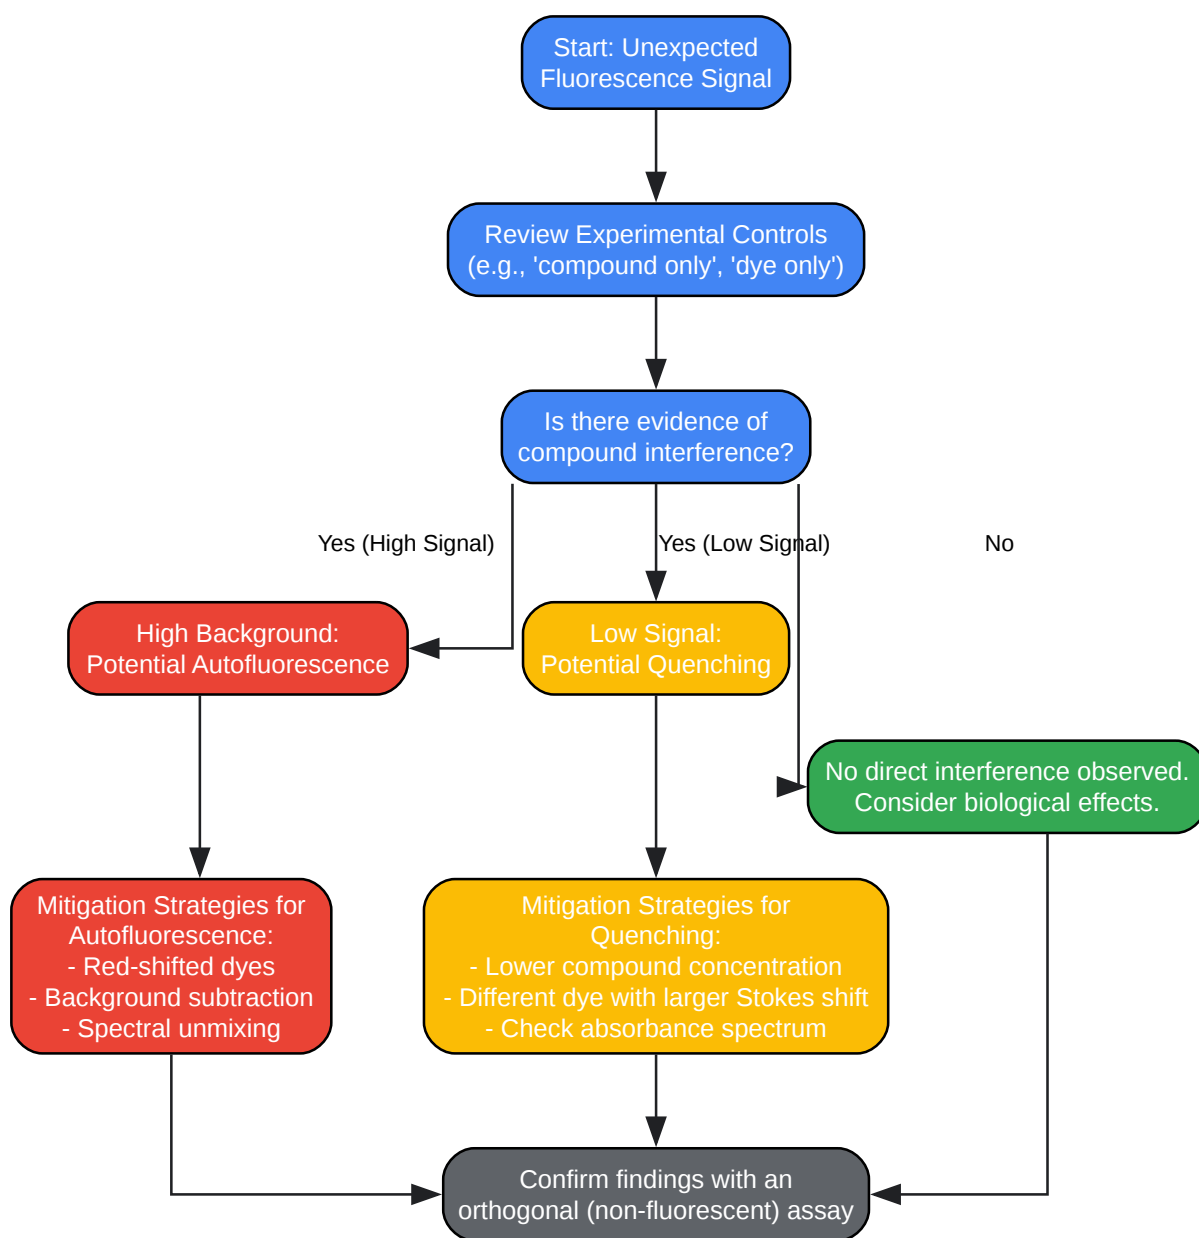 Start: Unexpected
Fluorescence Signal
Review Experimental Controls
(e.g., 'compound only', 'dye only')
Is there evidence of
compound interference?
Yes (High Signal)
Yes (Low Signal)
No
High Background:
Potential Autofluorescence
Low Signal:
Potential Quenching
No direct interference observed.
Consider biological effects.
Mitigation Strategies for
Autofluorescence:
- Red-shifted dyes
- Background subtraction
- Spectral unmixing
Mitigation Strategies for
Quenching:
- Lower compound concentration
- Different dye with larger Stokes shift
- Check absorbance spectrum
Confirm findings with an
orthogonal (non-fluorescent) assay